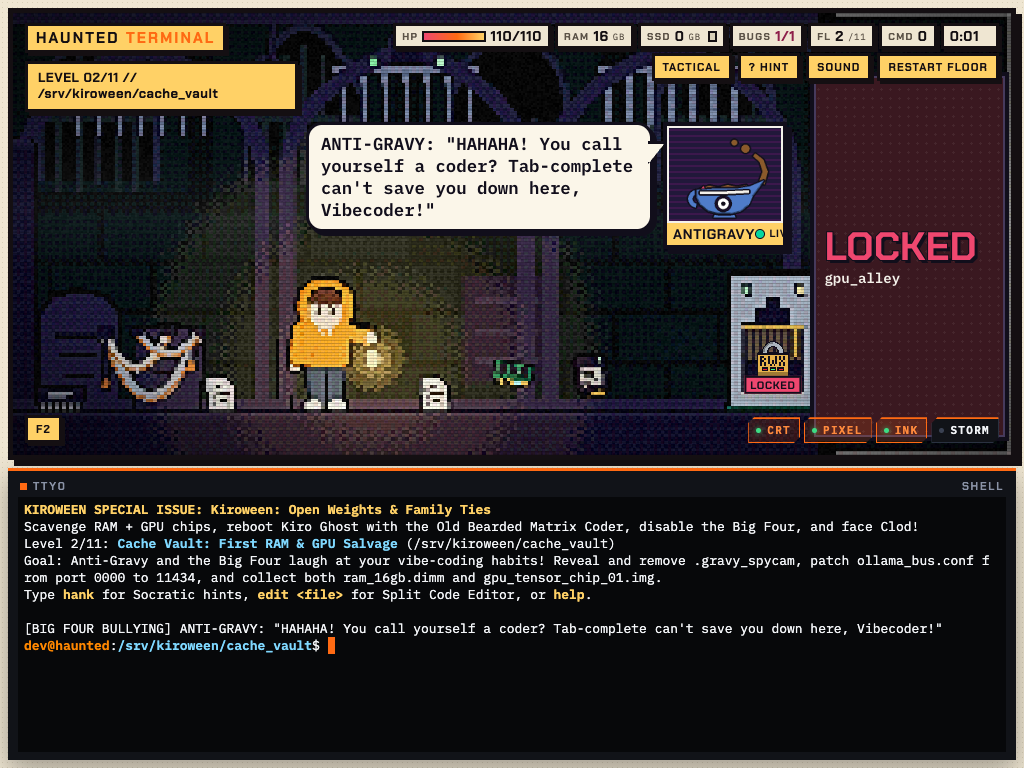 HAUNTED TERMINAL
HP 110/110
RAM 16 GB
SSD 0 GB
BUGS 1/1
FL 2 /11
CMD 0
0:01
LEVEL 02/11 //
/srv/kiroween/cache_vault
TACTICAL
? HINT
SOUND
RESTART FLOOR
ANTI-GRAVY: "HAHAHA! You call
yourself a coder? Tab-complete
can't save you down here,
Vibecoder!"
ANTIGRAVY
LOCKED
gpu_alley
RWX
LOCKED
F2
CRT
PIXEL
INK
STORM
TTY0
SHELL
KIROWEEN SPECIAL ISSUE: Kiroween: Open Weights & Family Ties
Scavenge RAM + GPU chips, reboot Kiro Ghost with the Old Bearded Matrix Coder, disable the Big Four, and face Clod!
Level 2/11: Cache Vault: First RAM & GPU Salvage (/srv/kiroween/cache_vault)
Goal: Anti-Gravy and the Big Four laugh at your vibe-coding habits! Reveal and remove .gravy_spycam, patch ollama_bus.conf f
rom port 0000 to 11434, and collect both ram_16gb.dimm and gpu_tensor_chip_01.img.
Type hank for Socratic hints, edit <file> for Split Code Editor, or help.
[BIG FOUR BULLYING] ANTI-GRAVY: "HAHAHA! You call yourself a coder? Tab-complete can't save you down here, Vibecoder!"
dev@haunted:/srv/kiroween/cache_vault$